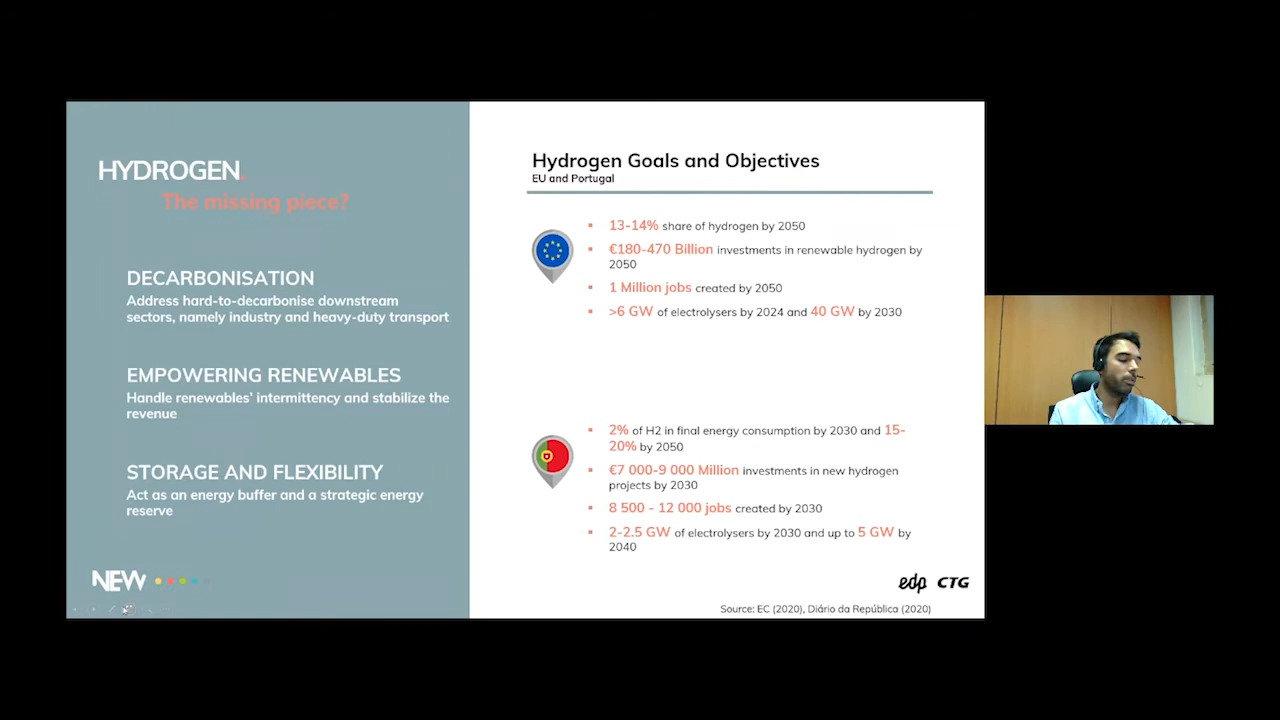 HYDROGEN.
The missing piece?
DECARBONISATION
Address hard-to-decarbonise downstream
sectors, namely industry and heavy-duty transport
EMPOWERING RENEWABLES
Handle renewables' intermittency and stabilize the
revenue
STORAGE AND FLEXIBILITY
Act as an energy buffer and a strategic energy
reserve
NEW
Hydrogen Goals and Objectives
EU and Portugal
13-14% share of hydrogen by 2050
€180-470 Billion investments in renewable hydrogen by
2050
1 Million jobs created by 2050
>6 GW of electrolysers by 2024 and 40 GW by 2030
2% of H2 in final energy consumption by 2030 and 15-
20% by 2050
€7 000-9 000 Million investments in new hydrogen
projects by 2030
8 500 - 12 000 jobs created by 2030
2-2.5 GW of electrolysers by 2030 and up to 5 GW by
2040
edp CTG
Source: EC (2020), Diário da República (2020)